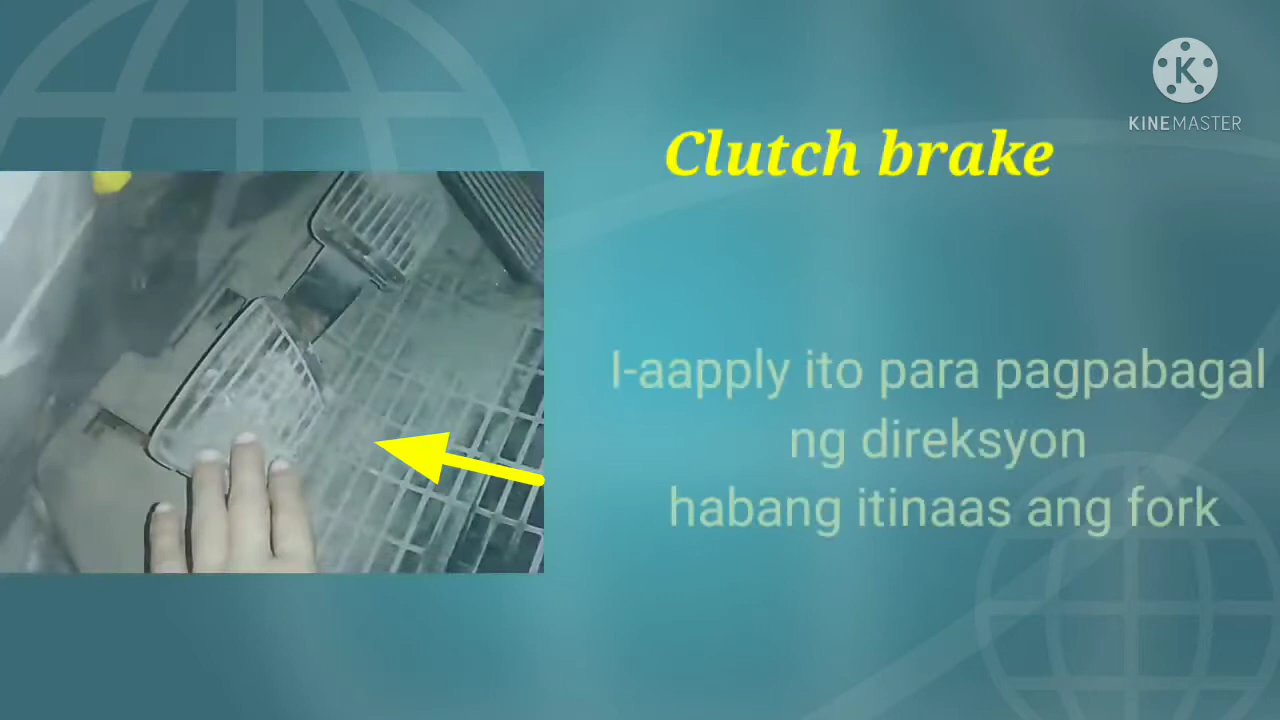 K
KINEMASTER
Clutch brake
I-aapply ito para pagpabagal
ng direksyon
habang itinaas ang fork